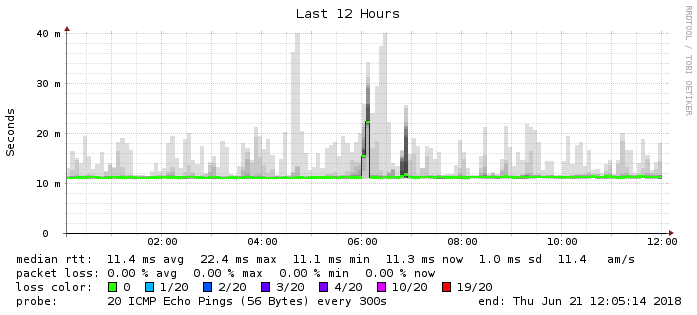 Last 12 Hours
RRDTOOL / TOBI OETIKER
Seconds
40 m
30 m
20 m
10 m
0
02:00 04:00 06:00 08:00 10:00 12:00
median rtt: 11.4 ms avg 22.4 ms max 11.1 ms min 11.3 ms now 1.0 ms sd 11.4 am/s
packet loss: 0.00 % avg 0.00 % max 0.00 % min 0.00 % now
loss color: 0 1/20 2/20 3/20 4/20 10/20 19/20
probe: 20 ICMP Echo Pings (56 Bytes) every 300s end: Thu Jun 21 12:05:14 2018